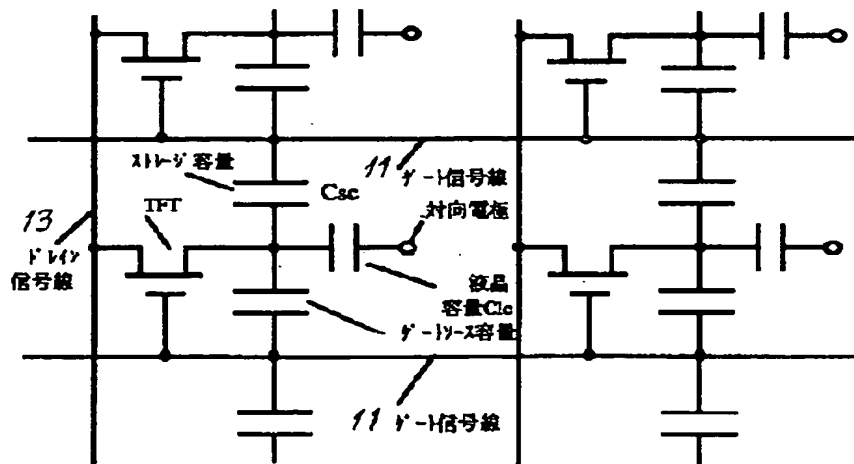 ストレージ容量
Csc
11 ゲート信号線
13
ドレイン
信号線
TFT
対向電極
液晶
容量Clc
ゲートソース容量
11 ゲート信号線